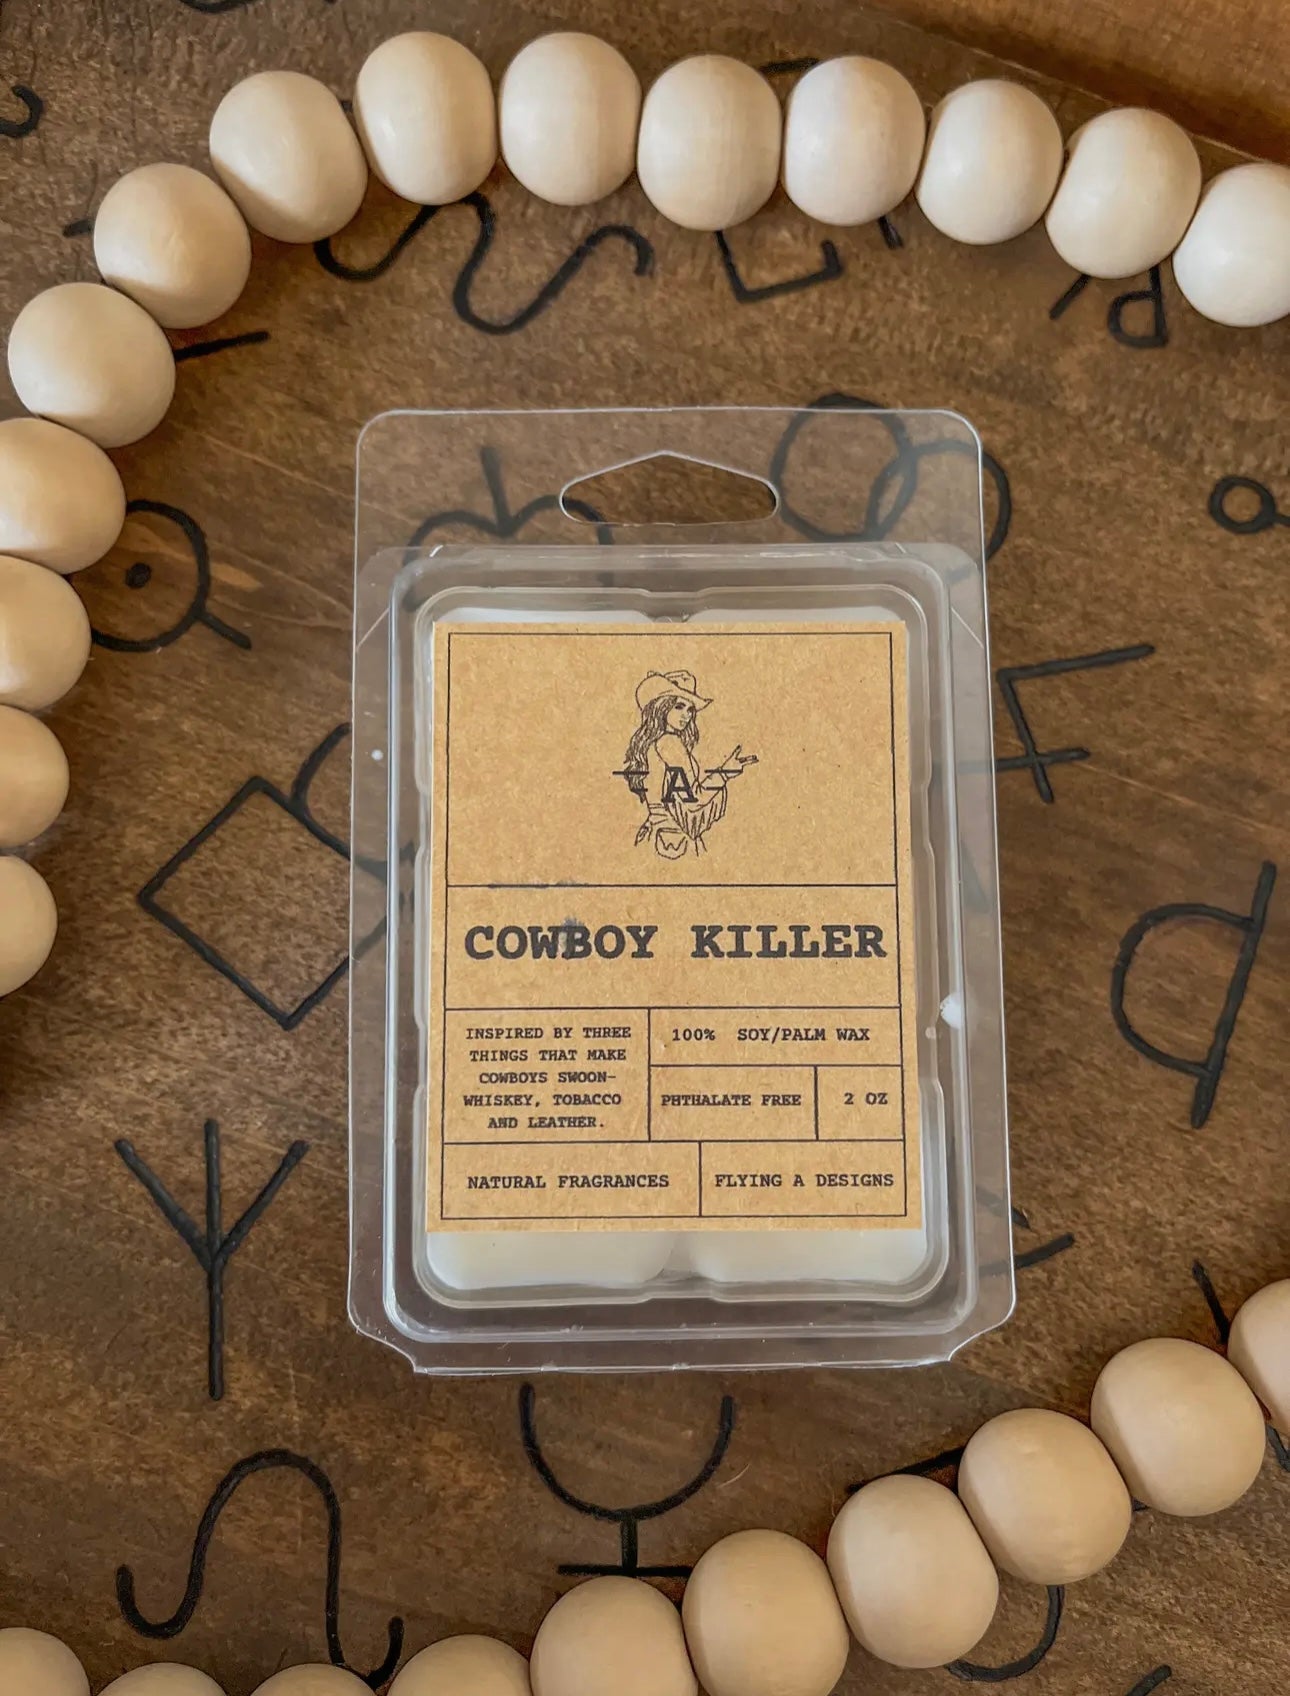 A
COWBOY KILLER
INSPIRED BY THREE
THINGS THAT MAKE
COWBOYS SWOON-
WHISKEY, TOBACCO
AND LEATHER.
100% SOY/PALM WAX
PHTHALATE FREE
2 OZ
NATURAL FRAGRANCES
FLYING A DESIGNS